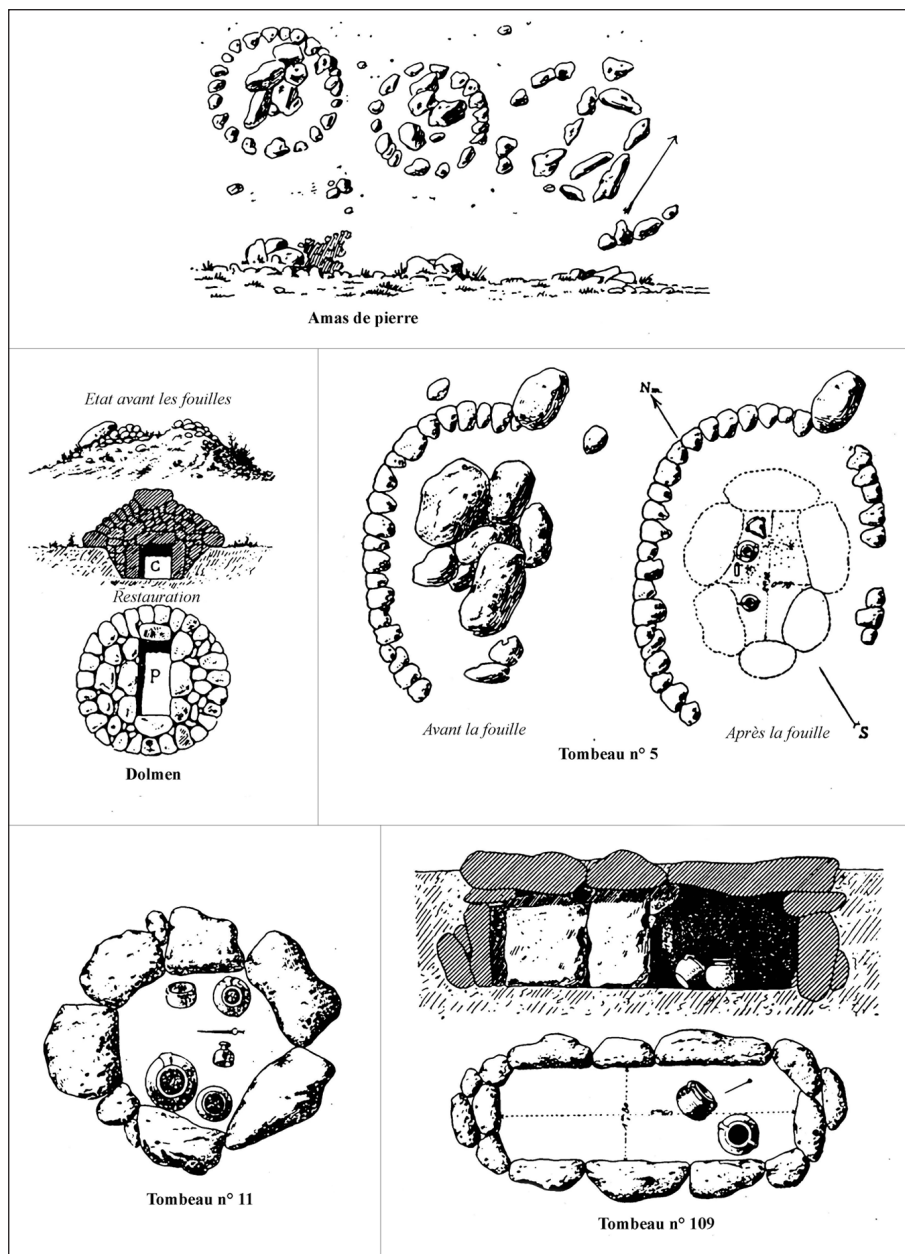 Amas de pierre
Etat avant les fouilles
C
Restauration
P
Dolmen
Nm
Avant la fouille
Après la fouille
S
Tombeau n° 5
Tombeau n° 11
Tombeau n° 109